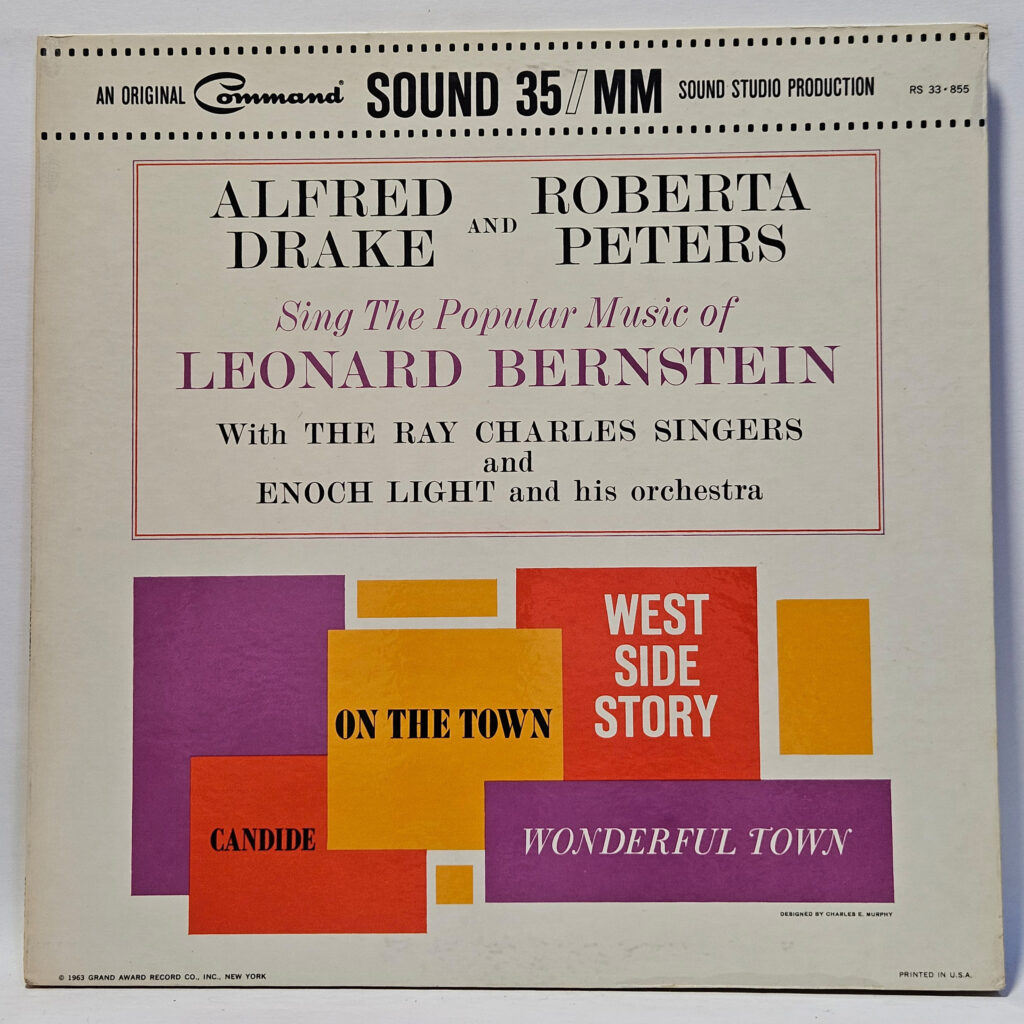 AN ORIGINAL Command® SOUND 35/MM SOUND STUDIO PRODUCTION RS 33•855
ALFRED DRAKE AND ROBERTA PETERS
Sing The Popular Music of
LEONARD BERNSTEIN
With THE RAY CHARLES SINGERS
and
ENOCH LIGHT and his orchestra
WEST
SIDE
STORY
ON THE TOWN
CANDIDE
WONDERFUL TOWN
DESIGNED BY CHARLES E. MURPHY
© 1963 GRAND AWARD RECORD CO., INC., NEW YORK
PRINTED IN U.S.A.